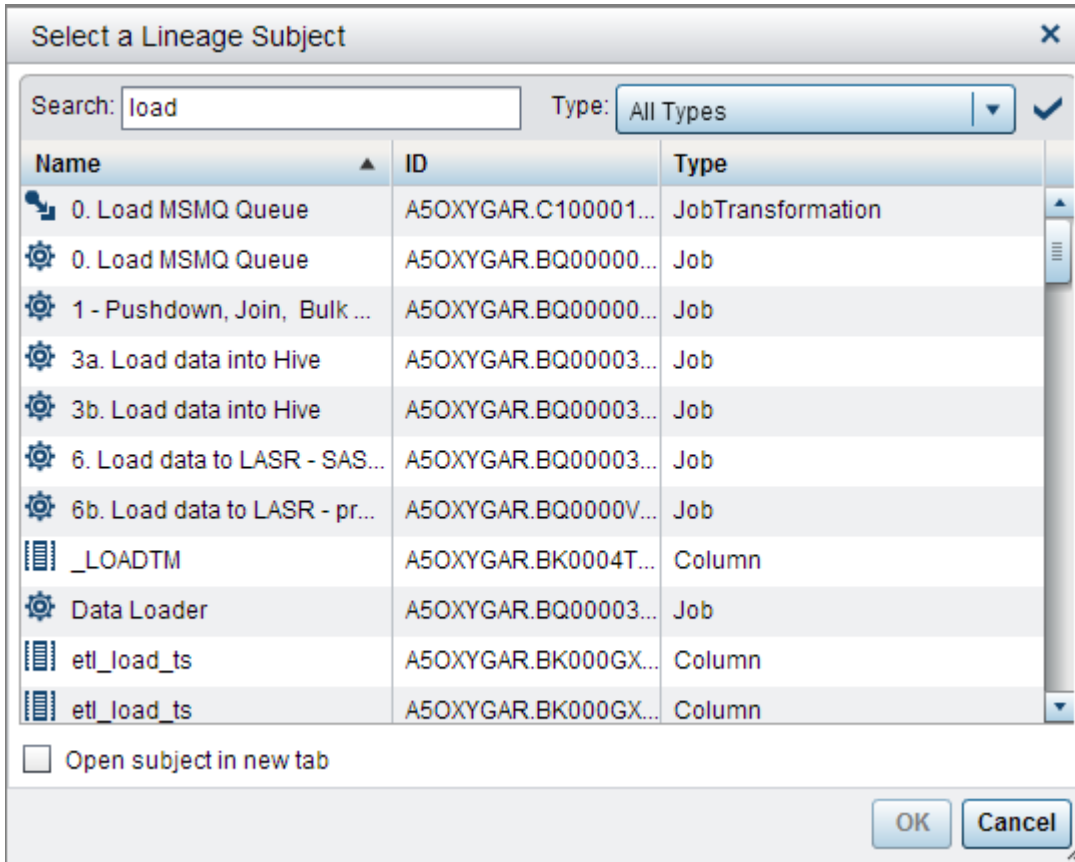 Select a Lineage Subject
Search: load Type: All Types
Name ID Type
0. Load MSMQ Queue A5OXYGAR.C100001... JobTransformation
0. Load MSMQ Queue A5OXYGAR.BQ00000... Job
1 - Pushdown, Join, Bulk ... A5OXYGAR.BQ00000... Job
3a. Load data into Hive A5OXYGAR.BQ00003... Job
3b. Load data into Hive A5OXYGAR.BQ00003... Job
6. Load data to LASR - SAS... A5OXYGAR.BQ00003... Job
6b. Load data to LASR - pr... A5OXYGAR.BQ0000V... Job
_LOADTM A5OXYGAR.BK0004T... Column
Data Loader A5OXYGAR.BQ00003... Job
etl_load_ts A5OXYGAR.BK000GX... Column
etl_load_ts A5OXYGAR.BK000GX... Column
Open subject in new tab
OK Cancel